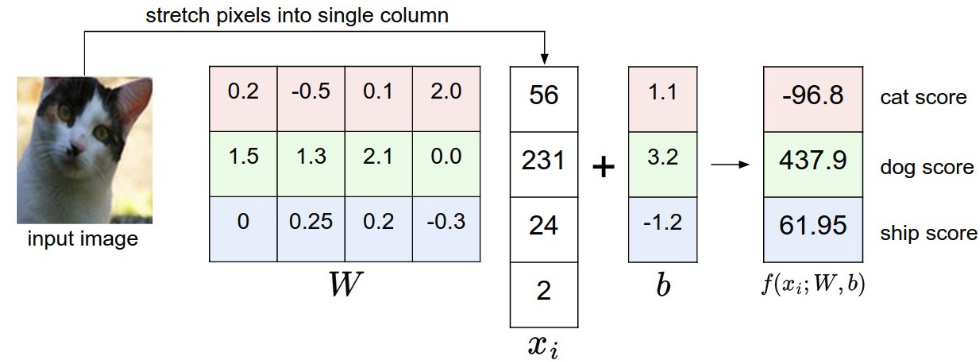 stretch pixels into single column
0.2 -0.5 0.1 2.0 56 1.1 -96.8 cat score
1.5 1.3 2.1 0.0 231 + 3.2 → 437.9 dog score
0 0.25 0.2 -0.3 24 -1.2 61.95 ship score
input image
2
W b f(x_i; W, b)
x_i